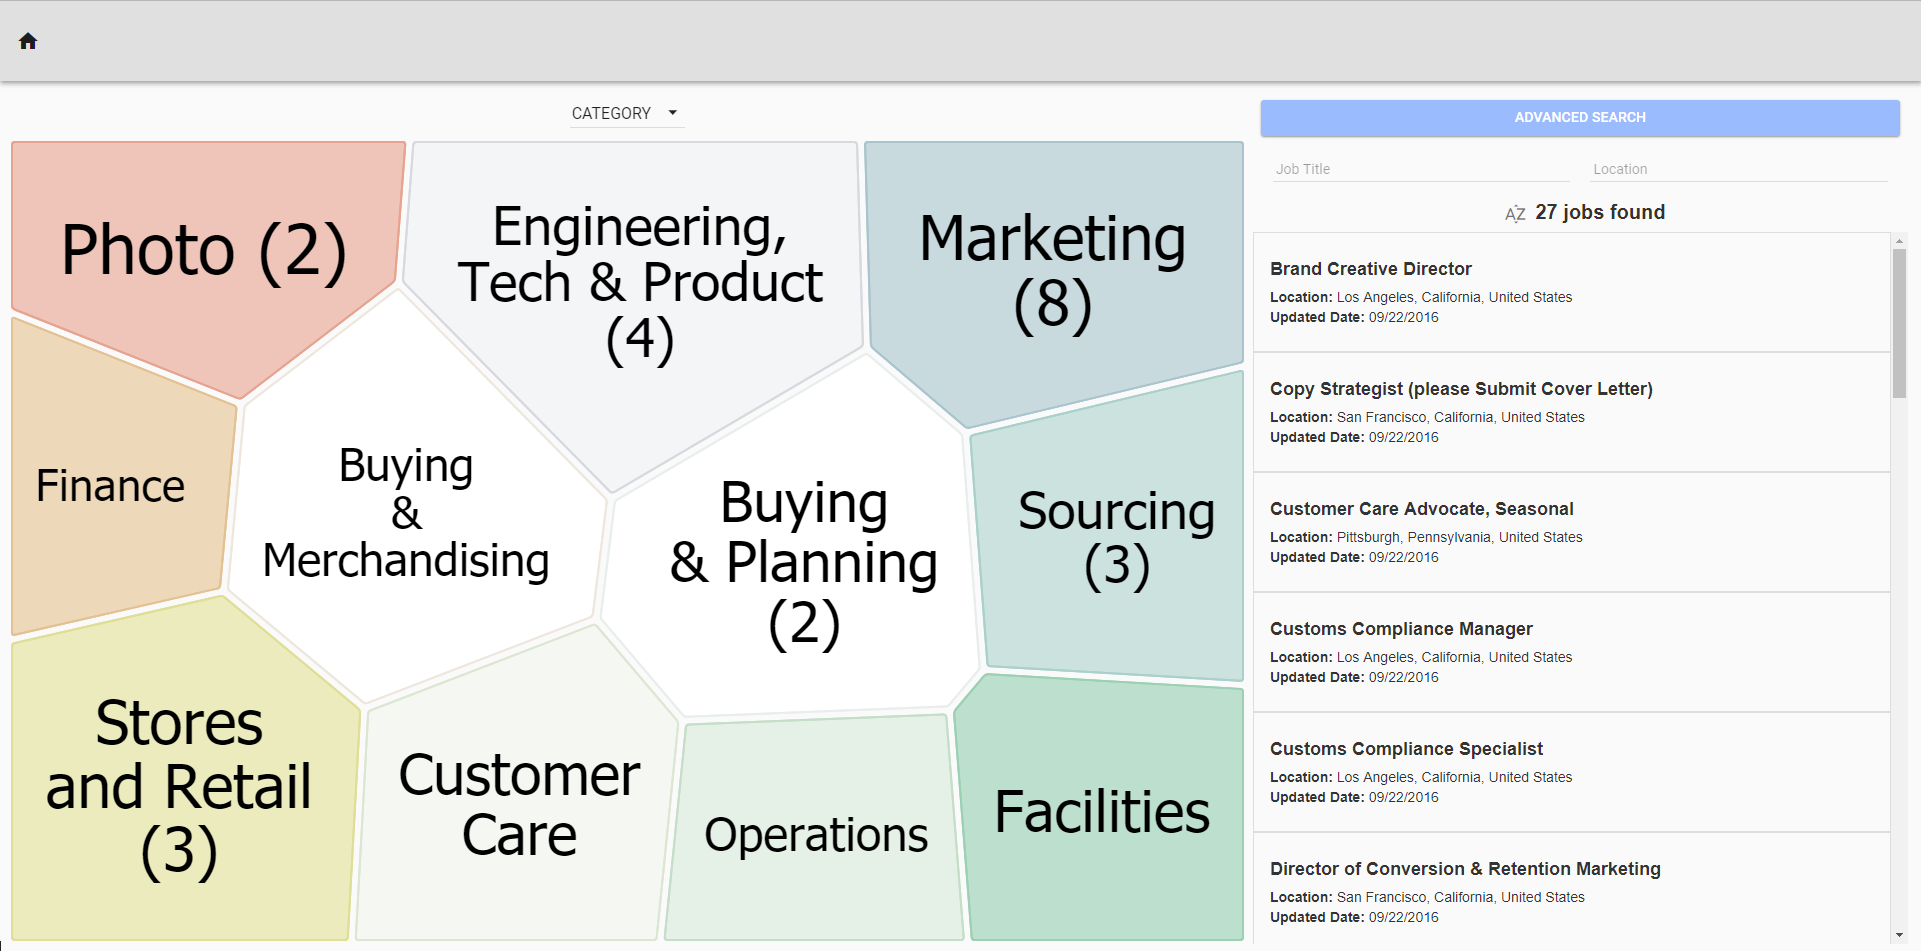 CATEGORY
Photo (2)
Engineering,
Tech & Product
(4)
Marketing
(8)
Finance
Buying
&
Merchandising
Buying
& Planning
(2)
Sourcing
(3)
Stores
and Retail
(3)
Customer
Care
Operations
Facilities
ADVANCED SEARCH
Job Title
Location
AZ 27 jobs found
Brand Creative Director
Location: Los Angeles, California, United States
Updated Date: 09/22/2016
Copy Strategist (please Submit Cover Letter)
Location: San Francisco, California, United States
Updated Date: 09/22/2016
Customer Care Advocate, Seasonal
Location: Pittsburgh, Pennsylvania, United States
Updated Date: 09/22/2016
Customs Compliance Manager
Location: Los Angeles, California, United States
Updated Date: 09/22/2016
Customs Compliance Specialist
Location: Los Angeles, California, United States
Updated Date: 09/22/2016
Director of Conversion & Retention Marketing
Location: San Francisco, California, United States
Updated Date: 09/22/2016